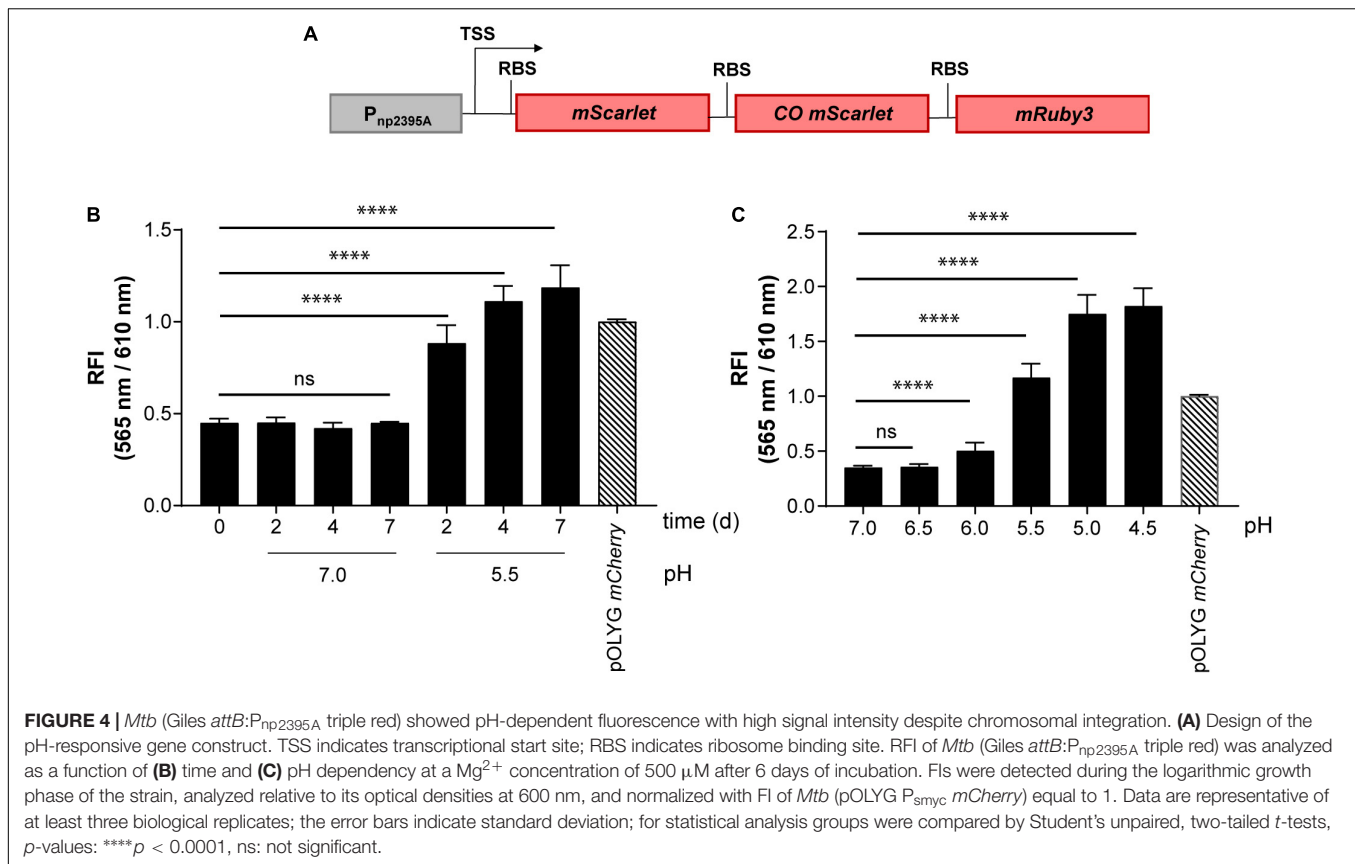 A
TSS
RBS
RBS
RBS
P_np2395A
mScarlet
CO mScarlet
mRuby3
B
RFI
(565 nm / 610 nm)
1.5
1.0
0.5
0.0
****
****
****
ns
0 2 4 7 2 4 7 time (d)
7.0 5.5 pH
pOLYG mCherry
C
RFI
(565 nm / 610 nm)
2.5
2.0
1.5
1.0
0.5
0.0
****
****
****
****
ns
7.0 6.5 6.0 5.5 5.0 4.5 pH
pOLYG mCherry
FIGURE 4 | Mtb (Giles attB:P_np2395A triple red) showed pH-dependent fluorescence with high signal intensity despite chromosomal integration. (A) Design of the
pH-responsive gene construct. TSS indicates transcriptional start site; RBS indicates ribosome binding site. RFI of Mtb (Giles attB:P_np2395A triple red) was analyzed
as a function of (B) time and (C) pH dependency at a Mg2+ concentration of 500 μM after 6 days of incubation. FIs were detected during the logarithmic growth
phase of the strain, analyzed relative to its optical densities at 600 nm, and normalized with FI of Mtb (pOLYG P_smyc mCherry) equal to 1. Data are representative of
at least three biological replicates; the error bars indicate standard deviation; for statistical analysis groups were compared by Student's unpaired, two-tailed t-tests,
p-values: ****p < 0.0001, ns: not significant.